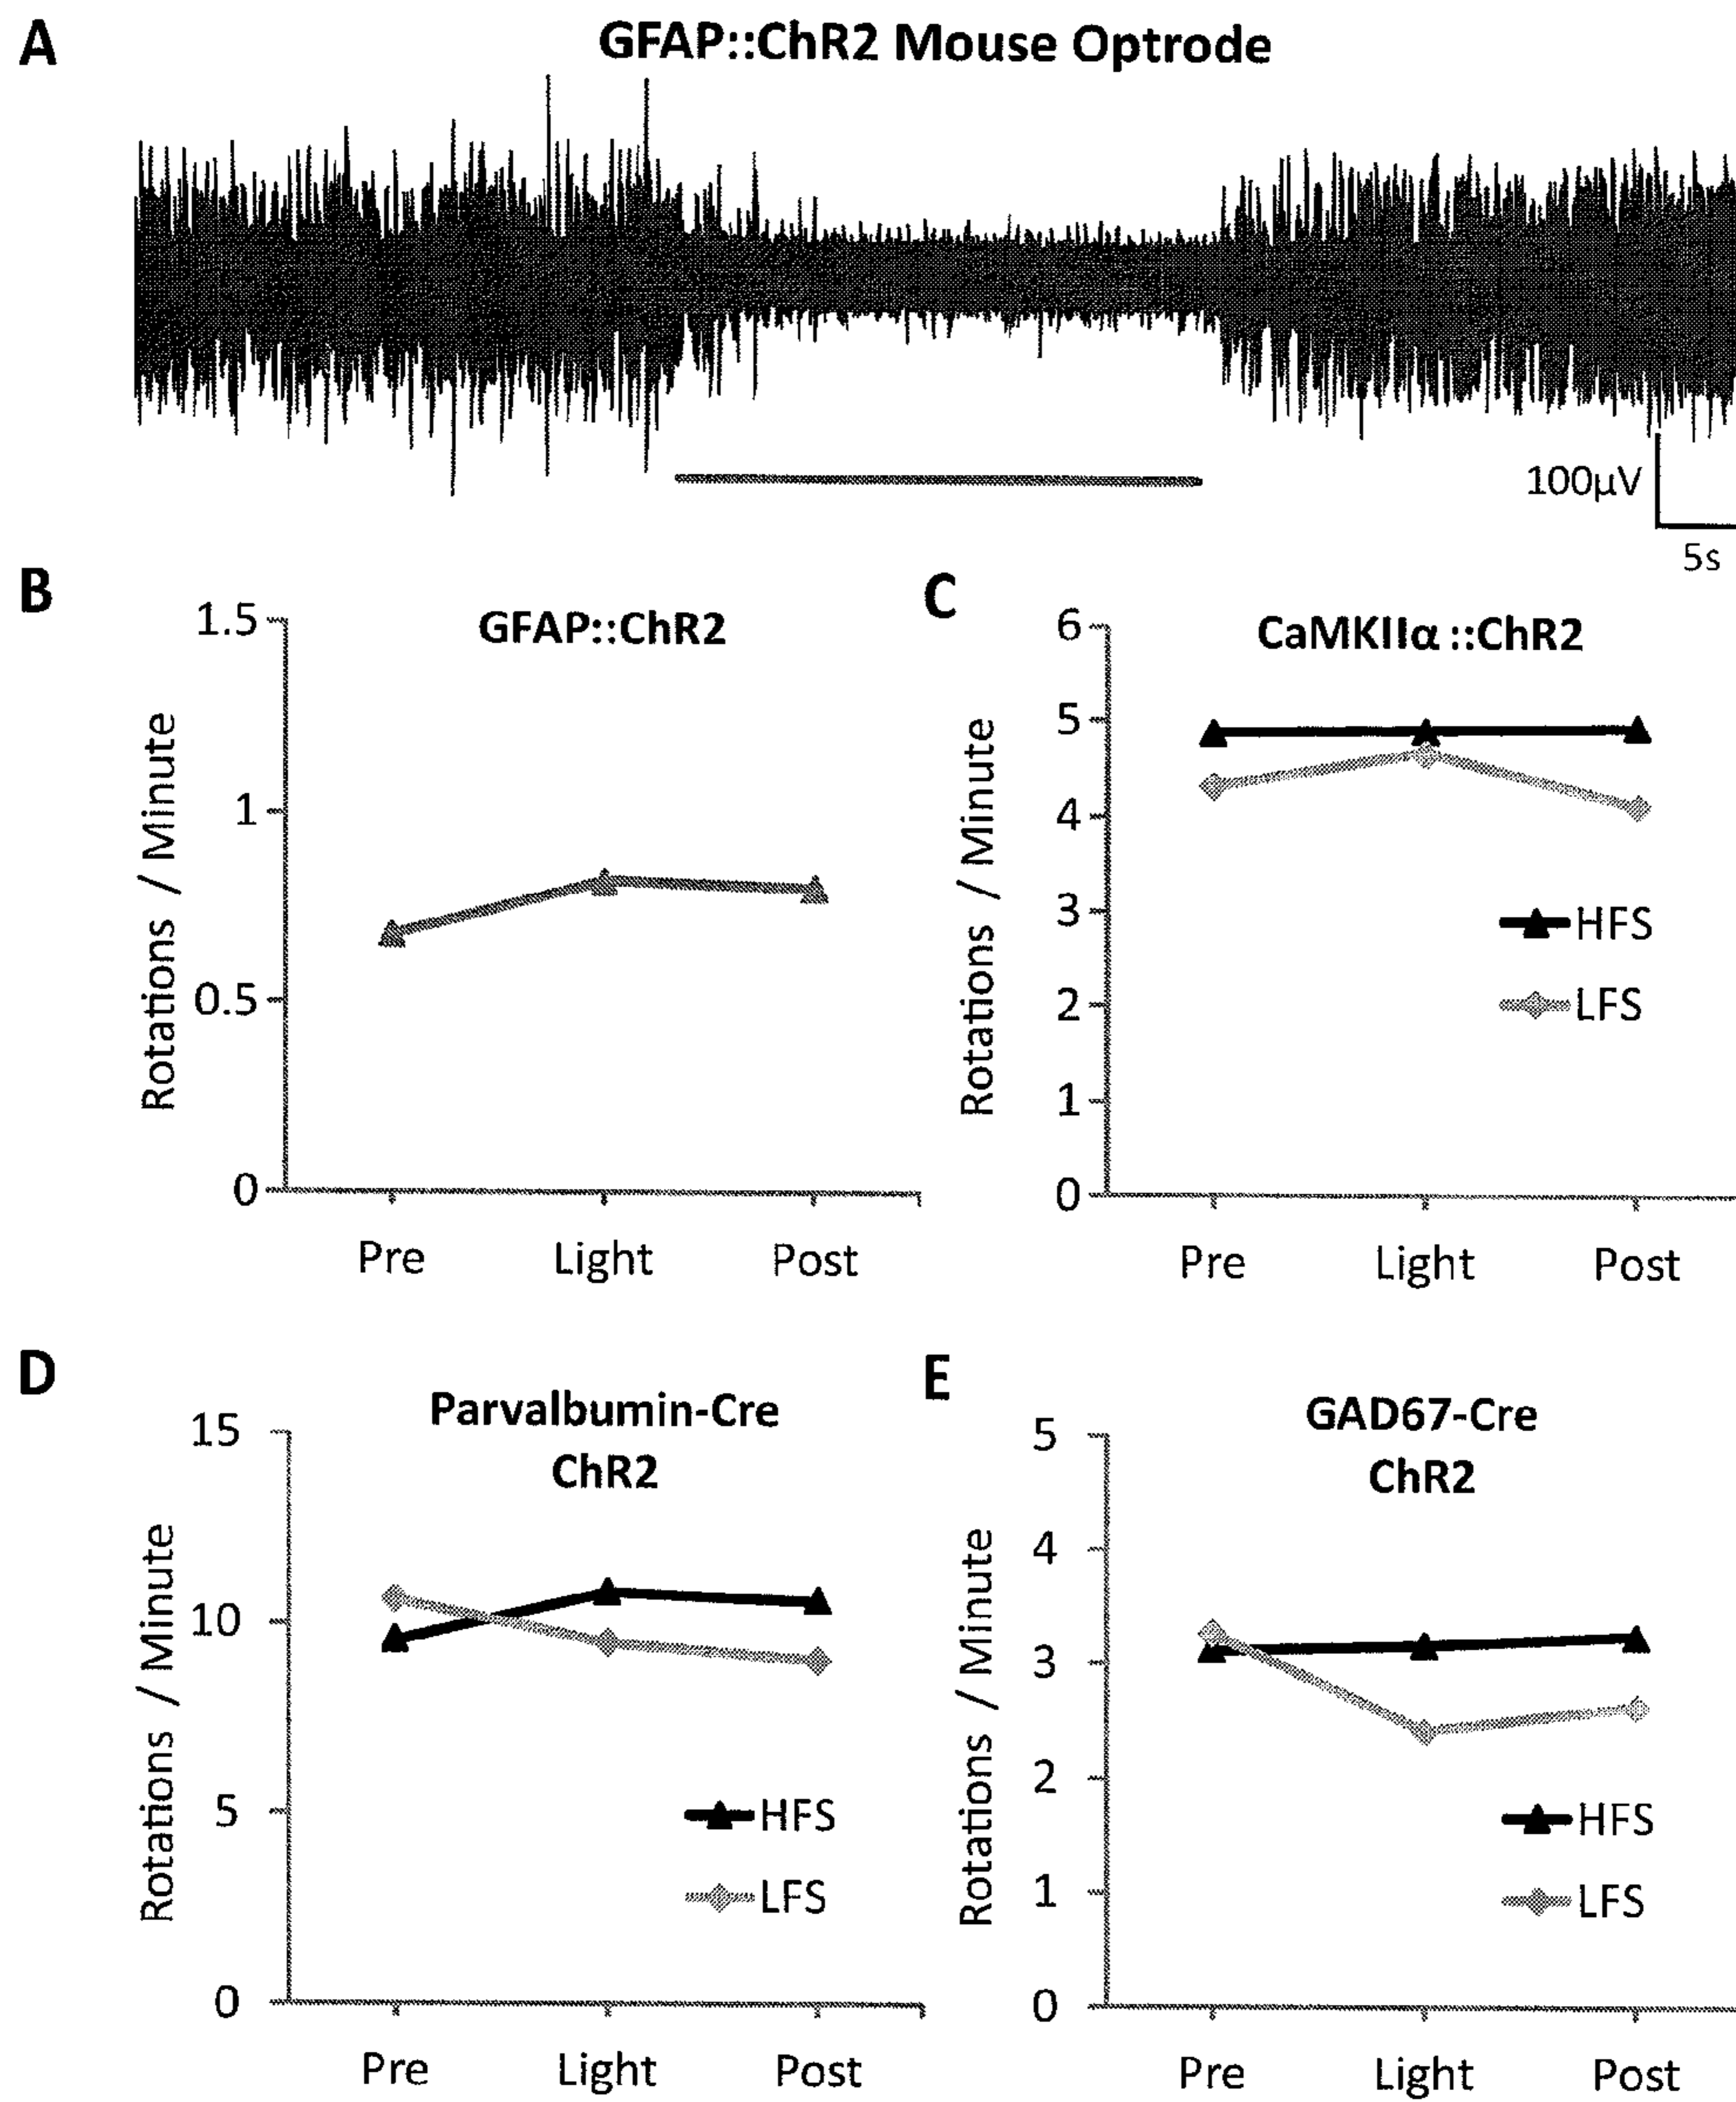 A
GFAP::ChR2 Mouse Optrode
100µV
5s
B
GFAP::ChR2
Rotations / Minute
1.5
1
0.5
0
Pre Light Post
C
CaMKIIα ::ChR2
Rotations / Minute
6
5
4
3
2
1
0
HFS
LFS
Pre Light Post
D
Parvalbumin-Cre
ChR2
Rotations / Minute
15
10
5
0
HFS
LFS
Pre Light Post
E
GAD67-Cre
ChR2
Rotations / Minute
5
4
3
2
1
0
HFS
LFS
Pre Light Post